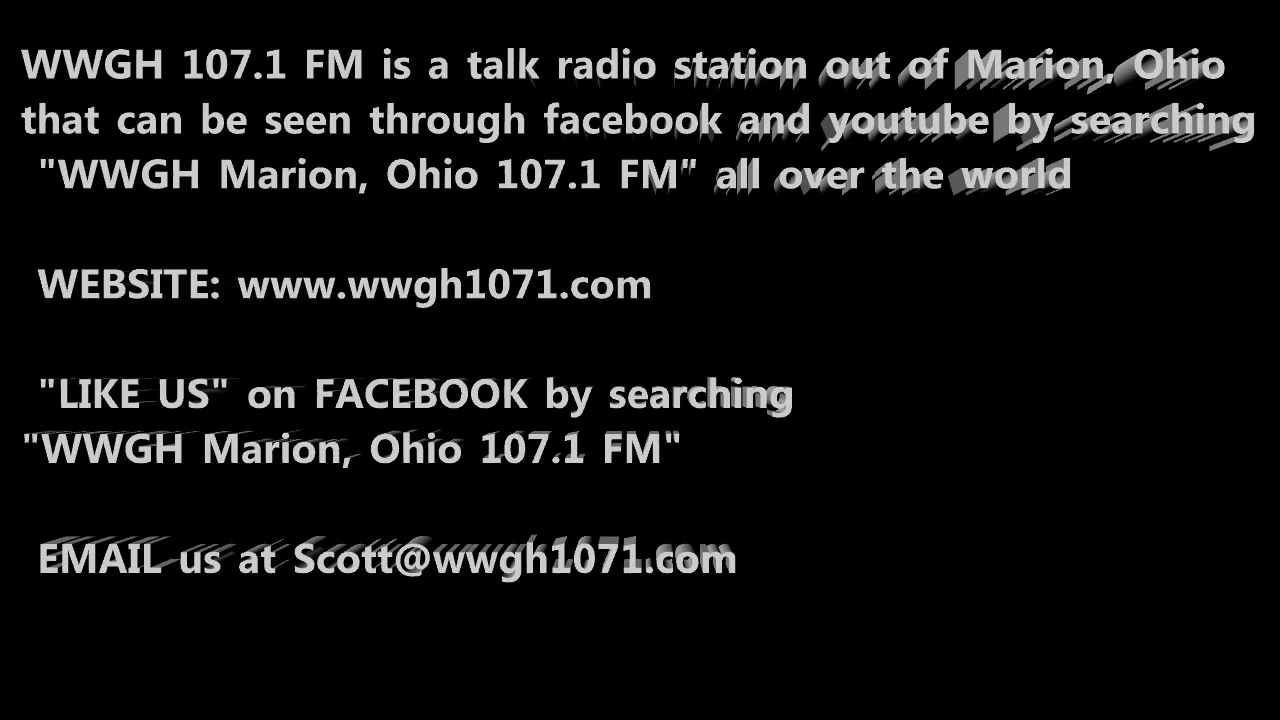 WWGH 107.1 FM is a talk radio station out of Marion, Ohio
that can be seen through facebook and youtube by searching
"WWGH Marion, Ohio 107.1 FM" all over the world
WEBSITE: www.wwgh1071.com
"LIKE US" on FACEBOOK by searching
"WWGH Marion, Ohio 107.1 FM"
EMAIL us at Scott@wwgh1071.com